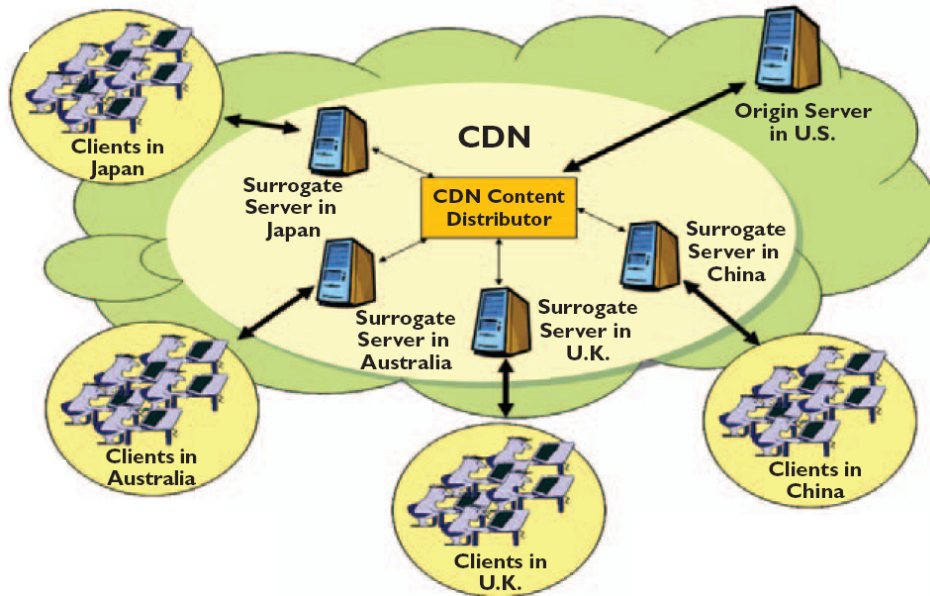 Clients in
Japan
CDN
Origin Server
in U.S.
Surrogate
Server in
Japan
CDN Content
Distributor
Surrogate
Server in
China
Surrogate
Server in
Australia
Surrogate
Server in
U.K.
Clients in
Australia
Clients in
U.K.
Clients in
China